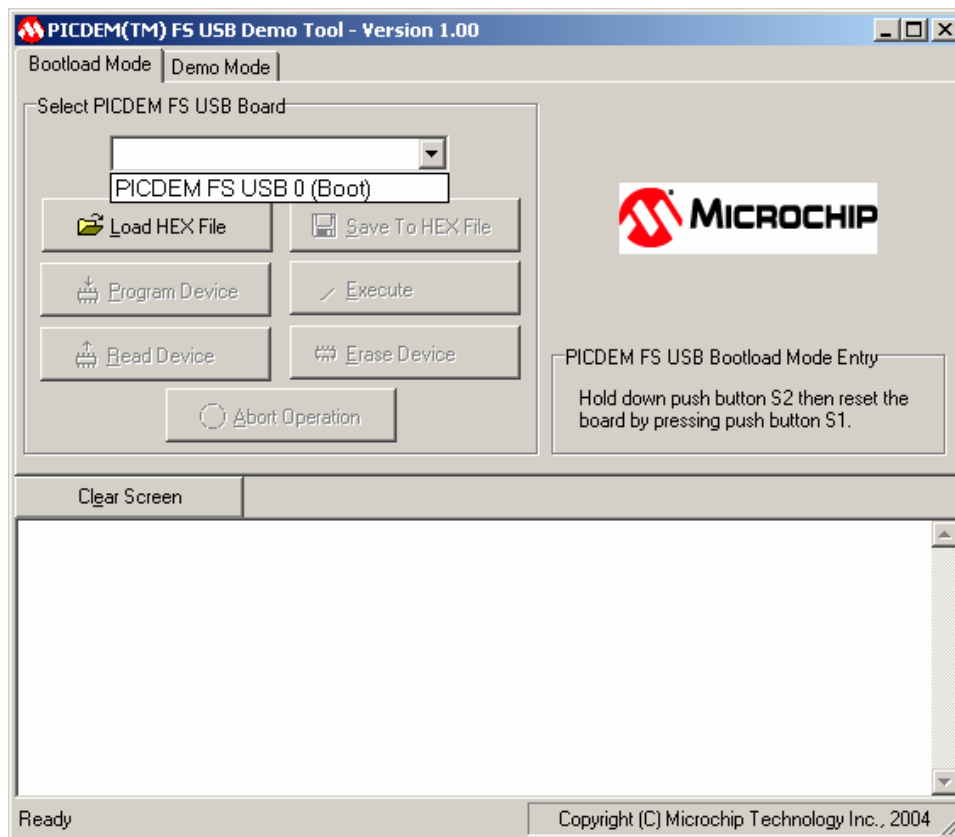 PICDEM(TM) FS USB Demo Tool - Version 1.00
Bootload Mode
Demo Mode
Select PICDEM FS USB Board
PICDEM FS USB 0 (Boot)
Load HEX File
Save To HEX File
Program Device
Execute
Read Device
Erase Device
Abort Operation
MICROCHIP
PICDEM FS USB Bootload Mode Entry
Hold down push button S2 then reset the
board by pressing push button S1.
Clear Screen
Ready
Copyright (C) Microchip Technology Inc., 2004